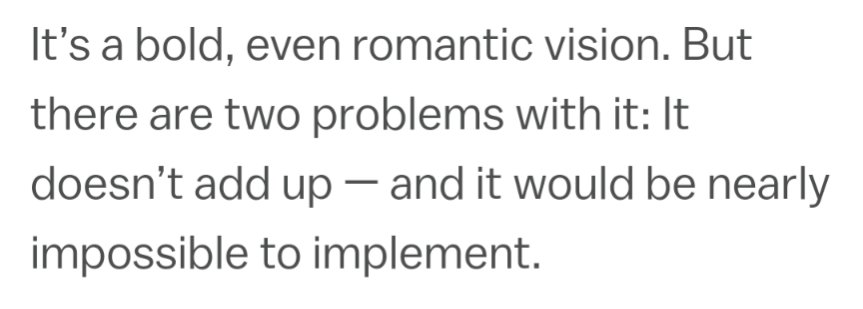 It’s a bold, even romantic vision. But
there are two problems with it: It
doesn’t add up — and it would be nearly
impossible to implement.